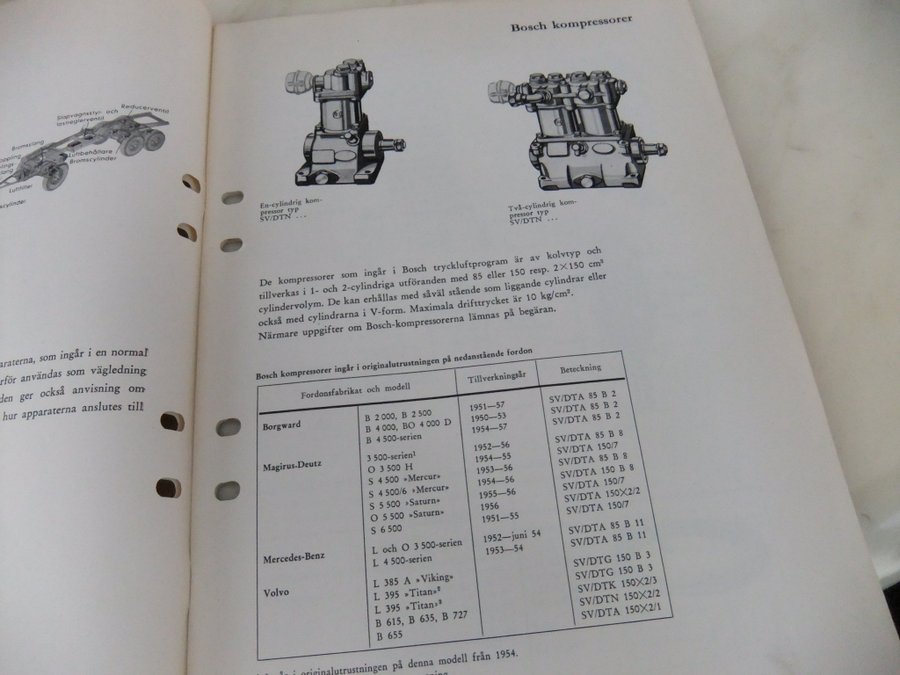 Reducerventil
Släpvagnsstyr- och
lastreglerventil
Bromsslang
Luftbehållare
Bromscylinder
Luftfilter
araterna, som ingår i en normal
rför användas som vägledning
den ger också anvisning om
hur apparaterna anslutes till
Bosch kompressorer
En-cylindrig kom-
pressor typ
SV/DTN ...
Två-cylindrig kom-
pressor typ
SV/DTN ...
De kompressorer som ingår i Bosch tryckluftprogram är av kolvtyp och
tillverkas i 1- och 2-cylindriga utföranden med 85 eller 150 resp. 2×150 cm³
cylindervolym. De kan erhållas med såväl stående som liggande cylindrar eller
också med cylindrarna i V-form. Maximala drifttrycket är 10 kg/cm².
Närmare uppgifter om Bosch-kompressorerna lämnas på begäran.
Bosch kompressorer ingår i originalutrustningen på nedanstående fordon
Fordonsfabrikat och modell Tillverkningsår Beteckning
Borgward B 2 000, B 2 500 1951—57 SV/DTA 85 B 2
B 4 000, BO 4 000 D 1950—53 SV/DTA 85 B 2
B 4 500-serien 1954—57 SV/DTA 85 B 2
Magirus-Deutz 3 500-serien¹ 1952—56 SV/DTA 85 B 8
O 3 500 H 1954—55 SV/DTA 150/7
S 4 500 »Mercur» 1953—56 SV/DTA 85 B 8
S 4 500/6 »Mercur» 1954—56 SV/DTA 150 B 8
S 5 500 »Saturn» 1955—56 SV/DTA 150/7
O 5 500 »Saturn» 1956 SV/DTA 150×2/2
S 6 500 1951—55 SV/DTA 150/7
Mercedes-Benz L och O 3 500-serien 1952—juni 54 SV/DTA 85 B 11
L 4 500-serien 1953—54 SV/DTA 85 B 11
Volvo L 385 A »Viking» SV/DTG 150 B 3
L 395 »Titan»² SV/DTG 150 B 3
L 395 »Titan»³ SV/DTK 150×2/3
B 615, B 635, B 727 SV/DTN 150×2/2
B 655 SV/DTA 150×2/1
i originalutrustningen på denna modell från 1954.